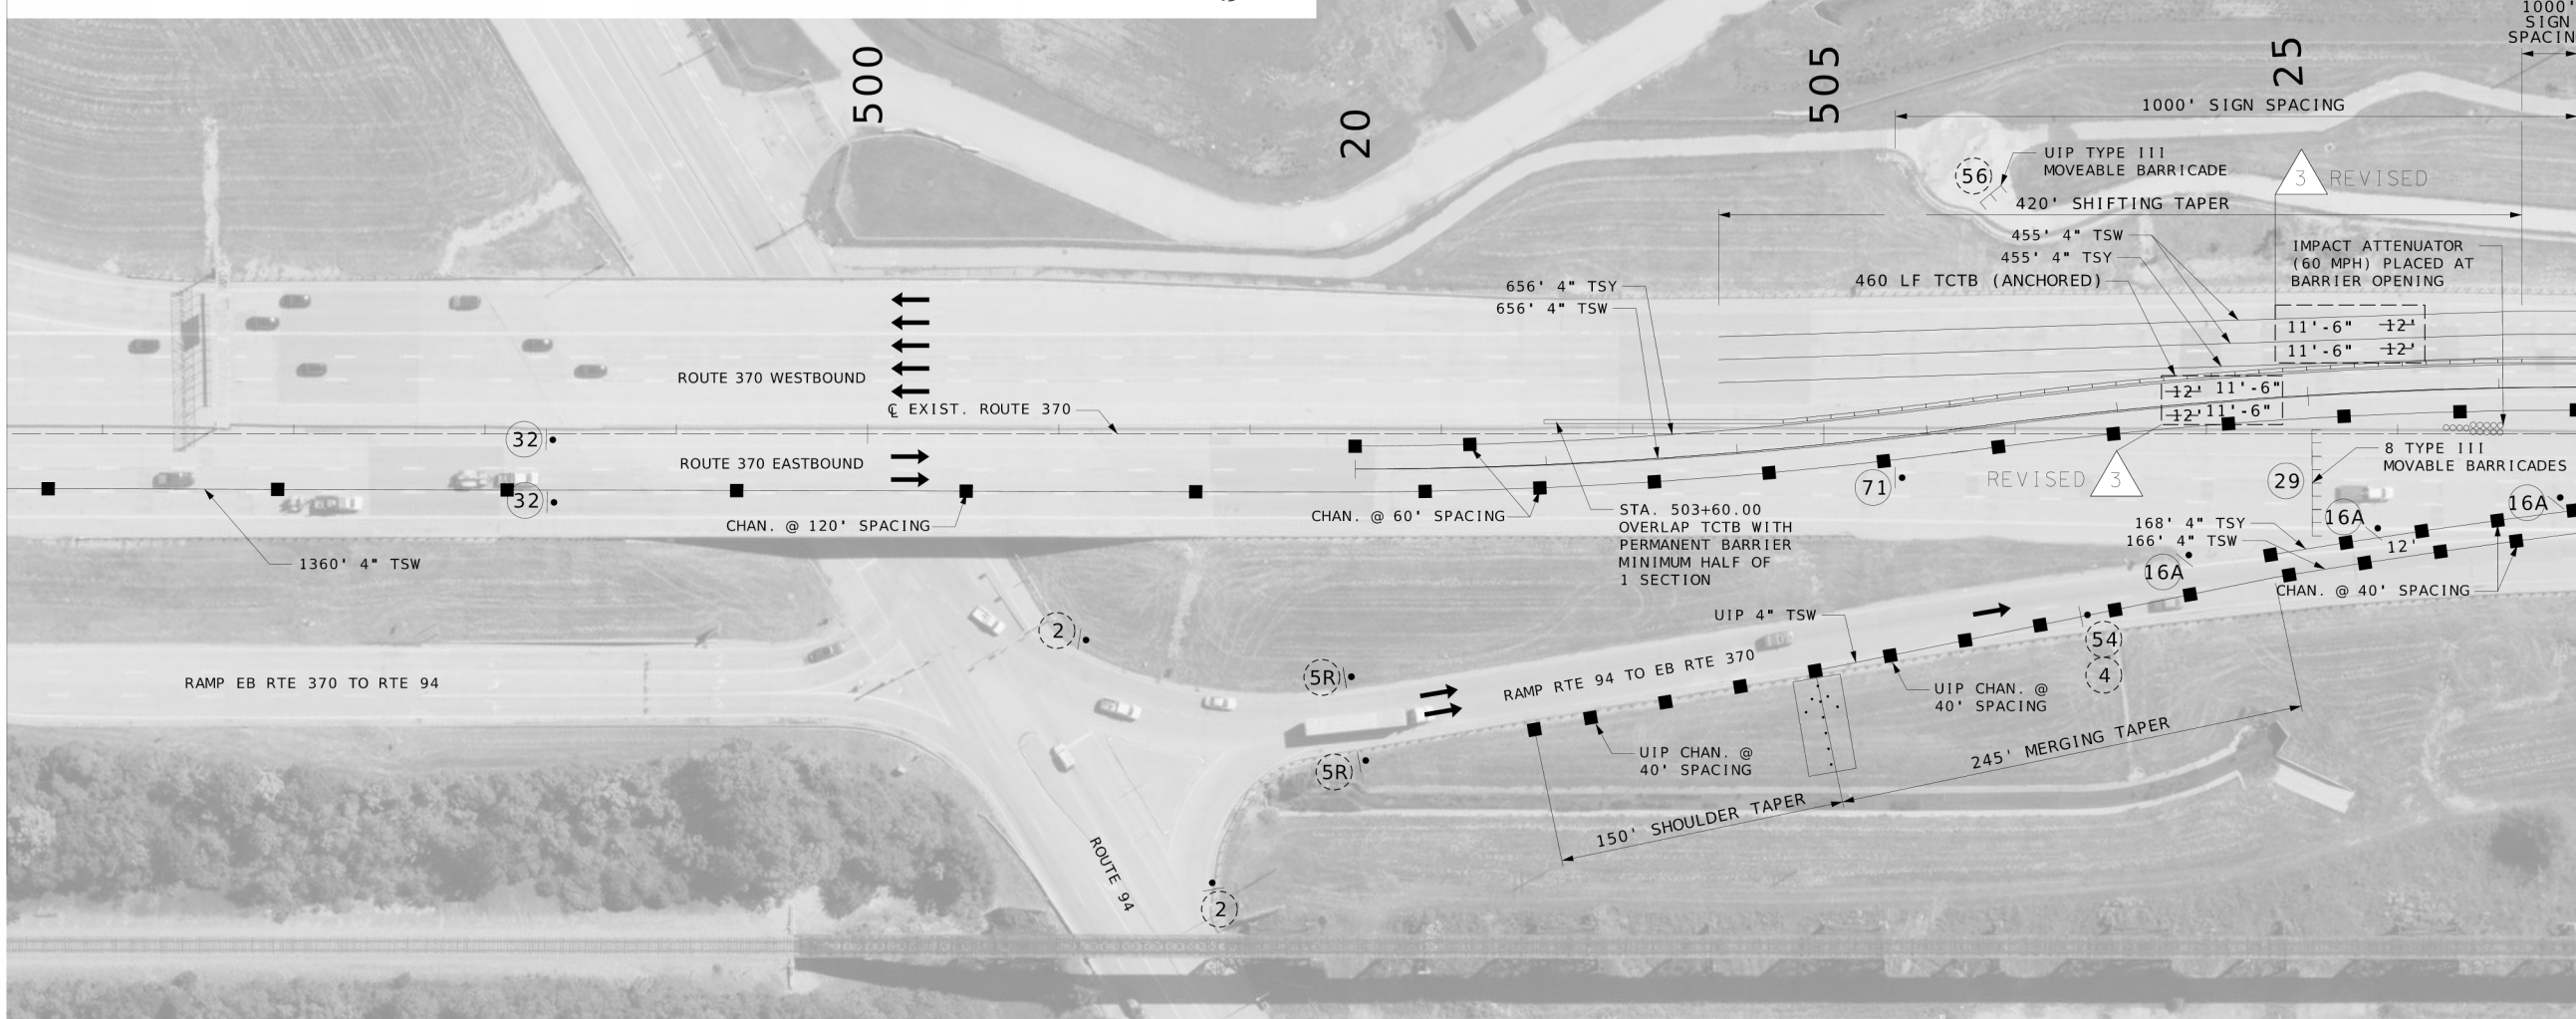 1000'
SIGN
SPACIN
500
505
25
20
1000' SIGN SPACING
56
UIP TYPE III
MOVEABLE BARRICADE
3 REVISED
420' SHIFTING TAPER
455' 4" TSW
455' 4" TSY
460 LF TCTB (ANCHORED)
IMPACT ATTENUATOR
(60 MPH) PLACED AT
BARRIER OPENING
656' 4" TSY
656' 4" TSW
11'-6" 12'
11'-6" 12'
12' 11'-6"
12' 11'-6"
ROUTE 370 WESTBOUND
℄ EXIST. ROUTE 370
32
ROUTE 370 EASTBOUND
32
CHAN. @ 120' SPACING
1360' 4" TSW
CHAN. @ 60' SPACING
STA. 503+60.00
OVERLAP TCTB WITH
PERMANENT BARRIER
MINIMUM HALF OF
1 SECTION
71
REVISED 3
29
8 TYPE III
MOVABLE BARRICADES
16A
16A
16A
168' 4" TSY
166' 4" TSW
12'
CHAN. @ 40' SPACING
UIP 4" TSW
54
4
2
5R
RAMP RTE 94 TO EB RTE 370
UIP CHAN. @
40' SPACING
RAMP EB RTE 370 TO RTE 94
5R
UIP CHAN. @
40' SPACING
245' MERGING TAPER
150' SHOULDER TAPER
ROUTE 94
2